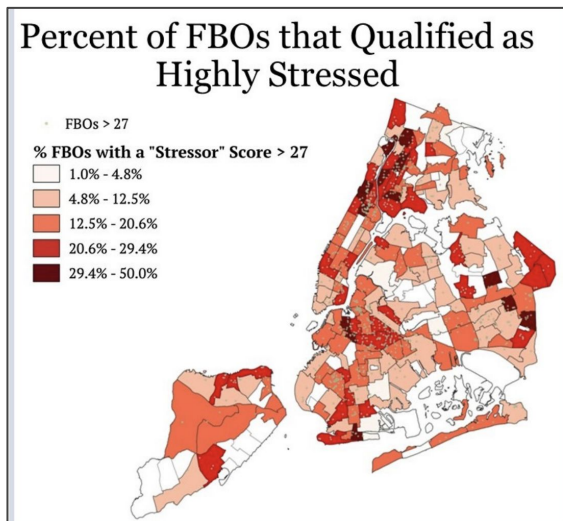 Percent of FBOs that Qualified as
Highly Stressed
FBOs > 27
% FBOs with a "Stressor" Score > 27
1.0% - 4.8%
4.8% - 12.5%
12.5% - 20.6%
20.6% - 29.4%
29.4% - 50.0%